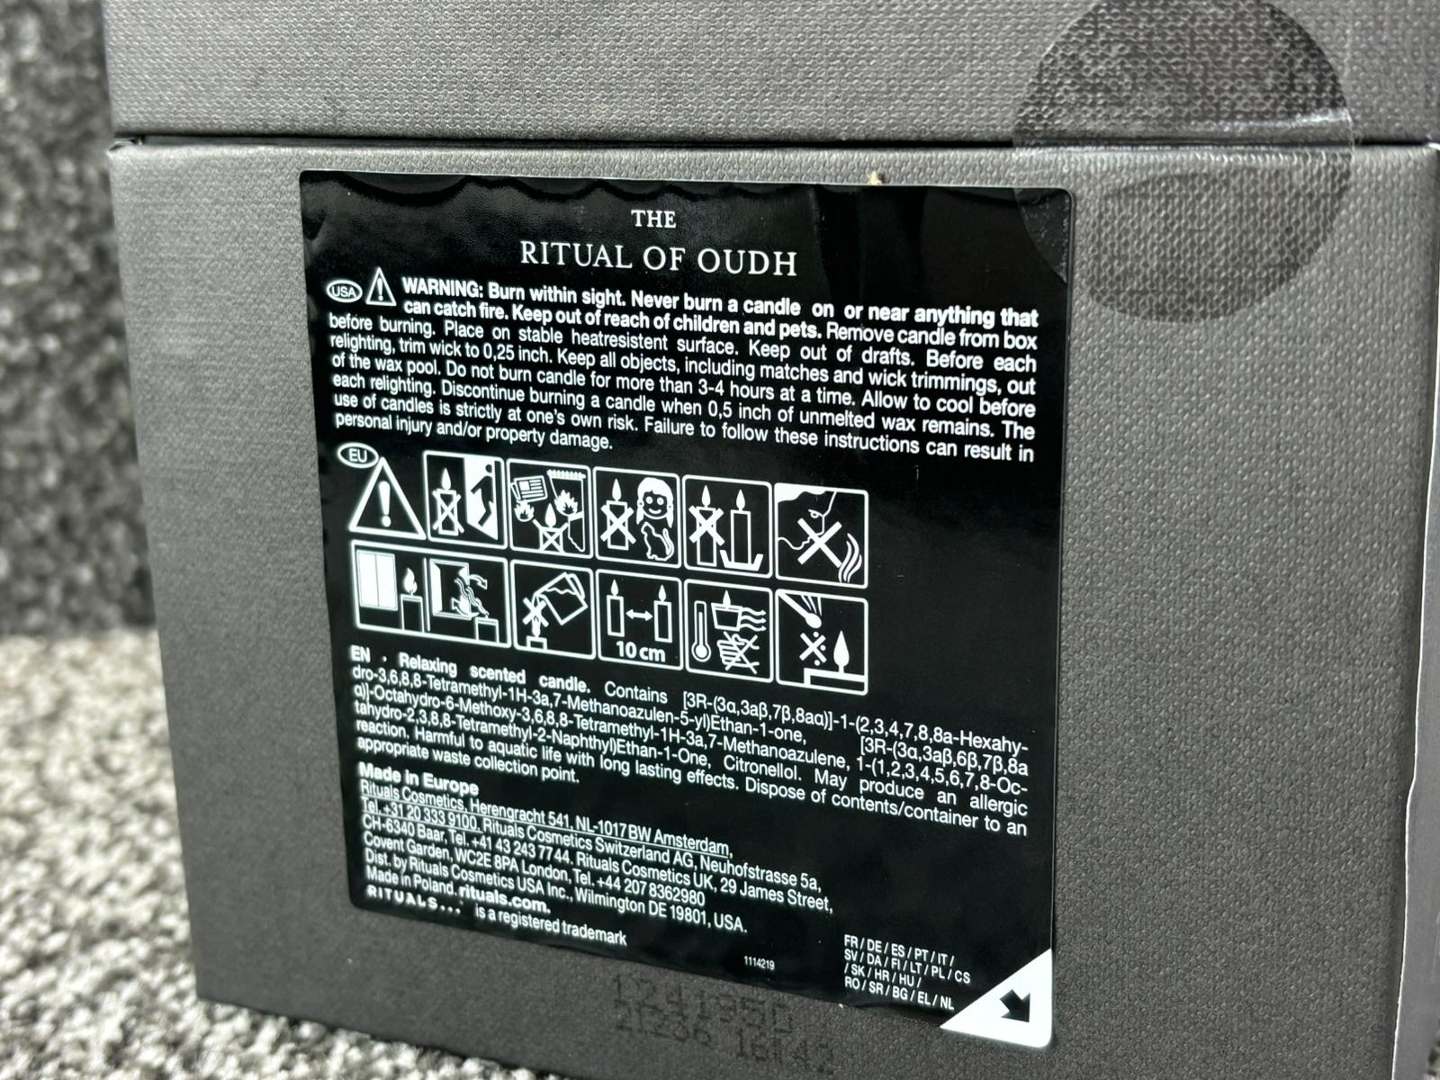 THE
RITUAL OF OUDH
USA WARNING: Burn within sight. Never burn a candle on or near anything that
can catch fire. Keep out of reach of children and pets. Remove candle from box
before burning. Place on stable heatresistent surface. Keep out of drafts. Before each
relighting, trim wick to 0,25 inch. Keep all objects, including matches and wick trimmings, out
of the wax pool. Do not burn candle for more than 3-4 hours at a time. Allow to cool before
each relighting. Discontinue burning a candle when 0,5 inch of unmelted wax remains. The
use of candles is strictly at one's own risk. Failure to follow these instructions can result in
personal injury and/or property damage.
EU
10 cm
EN · Relaxing scented candle. Contains [3R-(3α,3aβ,7β,8aα)]-1-(2,3,4,7,8,8a-Hexahy-
dro-3,6,8,8-Tetramethyl-1H-3a,7-Methanoazulen-5-yl)Ethan-1-one, [3R-(3α,3aβ,6β,7β,8a
α)]-Octahydro-6-Methoxy-3,6,8,8-Tetramethyl-1H-3a,7-Methanoazulene, 1-(1,2,3,4,5,6,7,8-Oc-
tahydro-2,3,8,8-Tetramethyl-2-Naphthyl)Ethan-1-One, Citronellol. May produce an allergic
reaction. Harmful to aquatic life with long lasting effects. Dispose of contents/container to an
appropriate waste collection point.
Made in Europe
Rituals Cosmetics, Herengracht 541, NL-1017 BW Amsterdam,
Tel. +31 20 333 9100. Rituals Cosmetics Switzerland AG, Neuhofstrasse 5a,
CH-6340 Baar, Tel. +41 43 243 7744. Rituals Cosmetics UK, 29 James Street,
Covent Garden, WC2E 8PA London, Tel. +44 207 8362980
Dist. by Rituals Cosmetics USA Inc., Wilmington DE 19801, USA.
Made in Poland. rituals.com.
RITUALS... is a registered trademark
1114219
FR / DE / ES / PT / IT /
SV / DA / FI / LT / PL / CS
/ SK / HR / HU /
RO / SR / BG / EL / NL